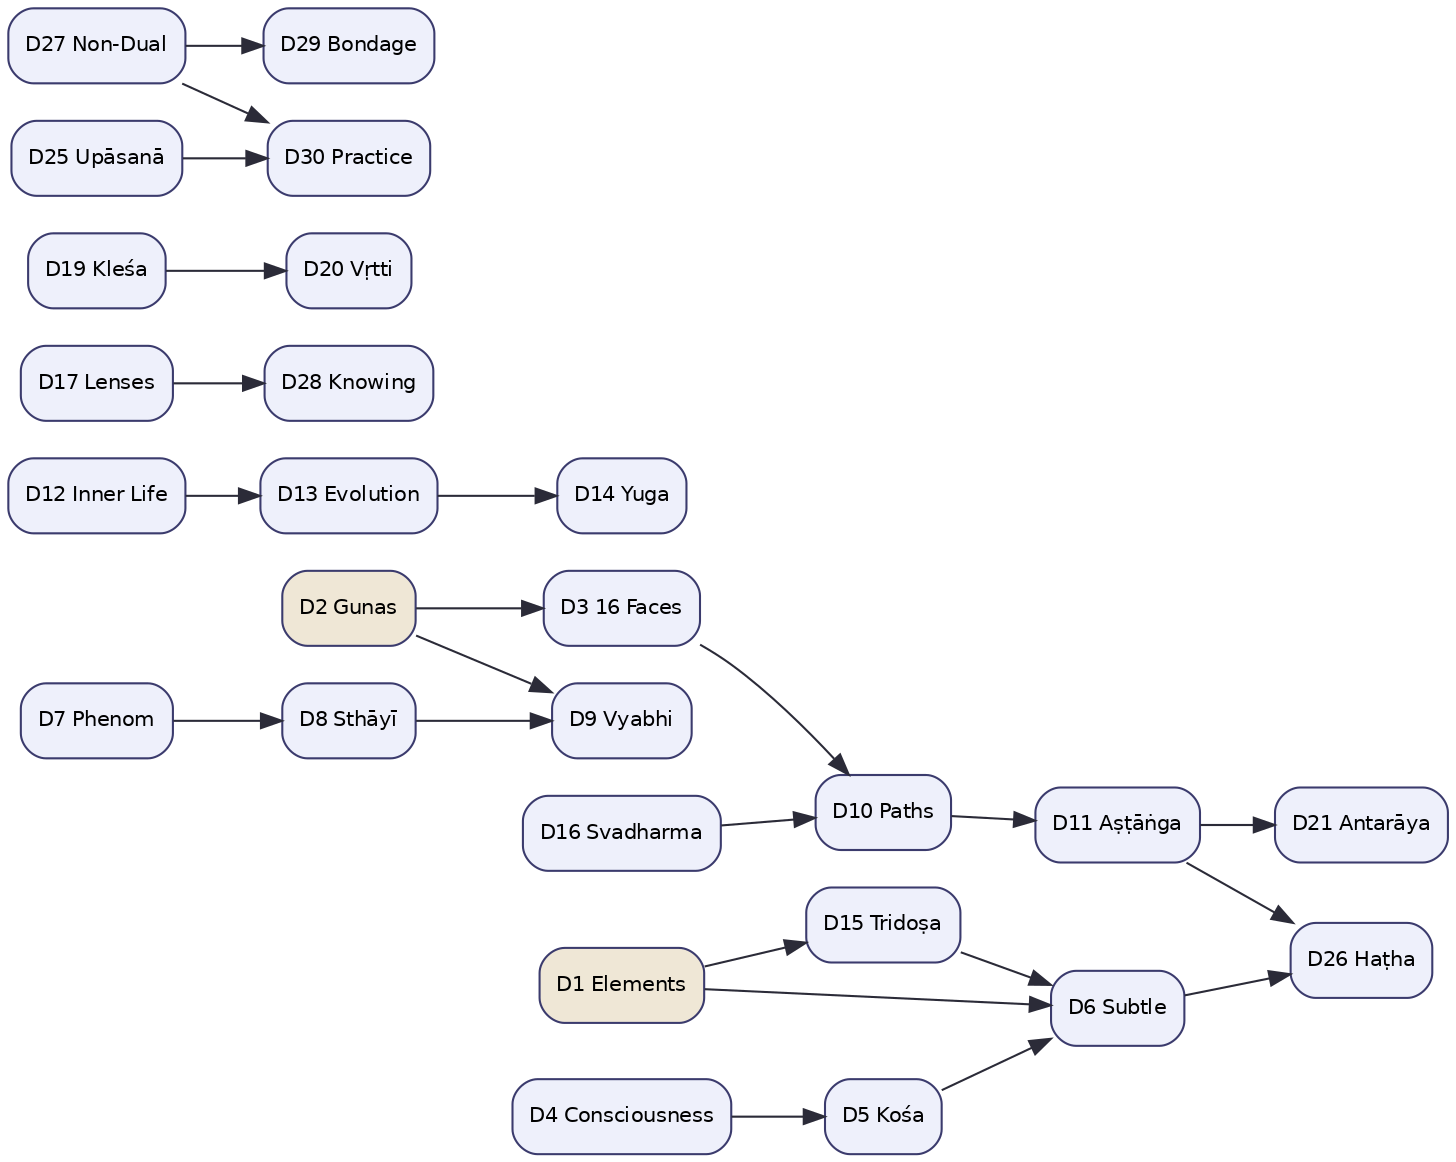 D27 Non-Dual
D29 Bondage
D25 Upāsanā
D30 Practice
D19 Kleśa
D20 Vṛtti
D17 Lenses
D28 Knowing
D12 Inner Life
D13 Evolution
D14 Yuga
D2 Gunas
D3 16 Faces
D7 Phenom
D8 Sthāyī
D9 Vyabhi
D16 Svadharma
D10 Paths
D11 Aṣṭāṅga
D21 Antarāya
D15 Tridoṣa
D1 Elements
D6 Subtle
D26 Haṭha
D4 Consciousness
D5 Kośa